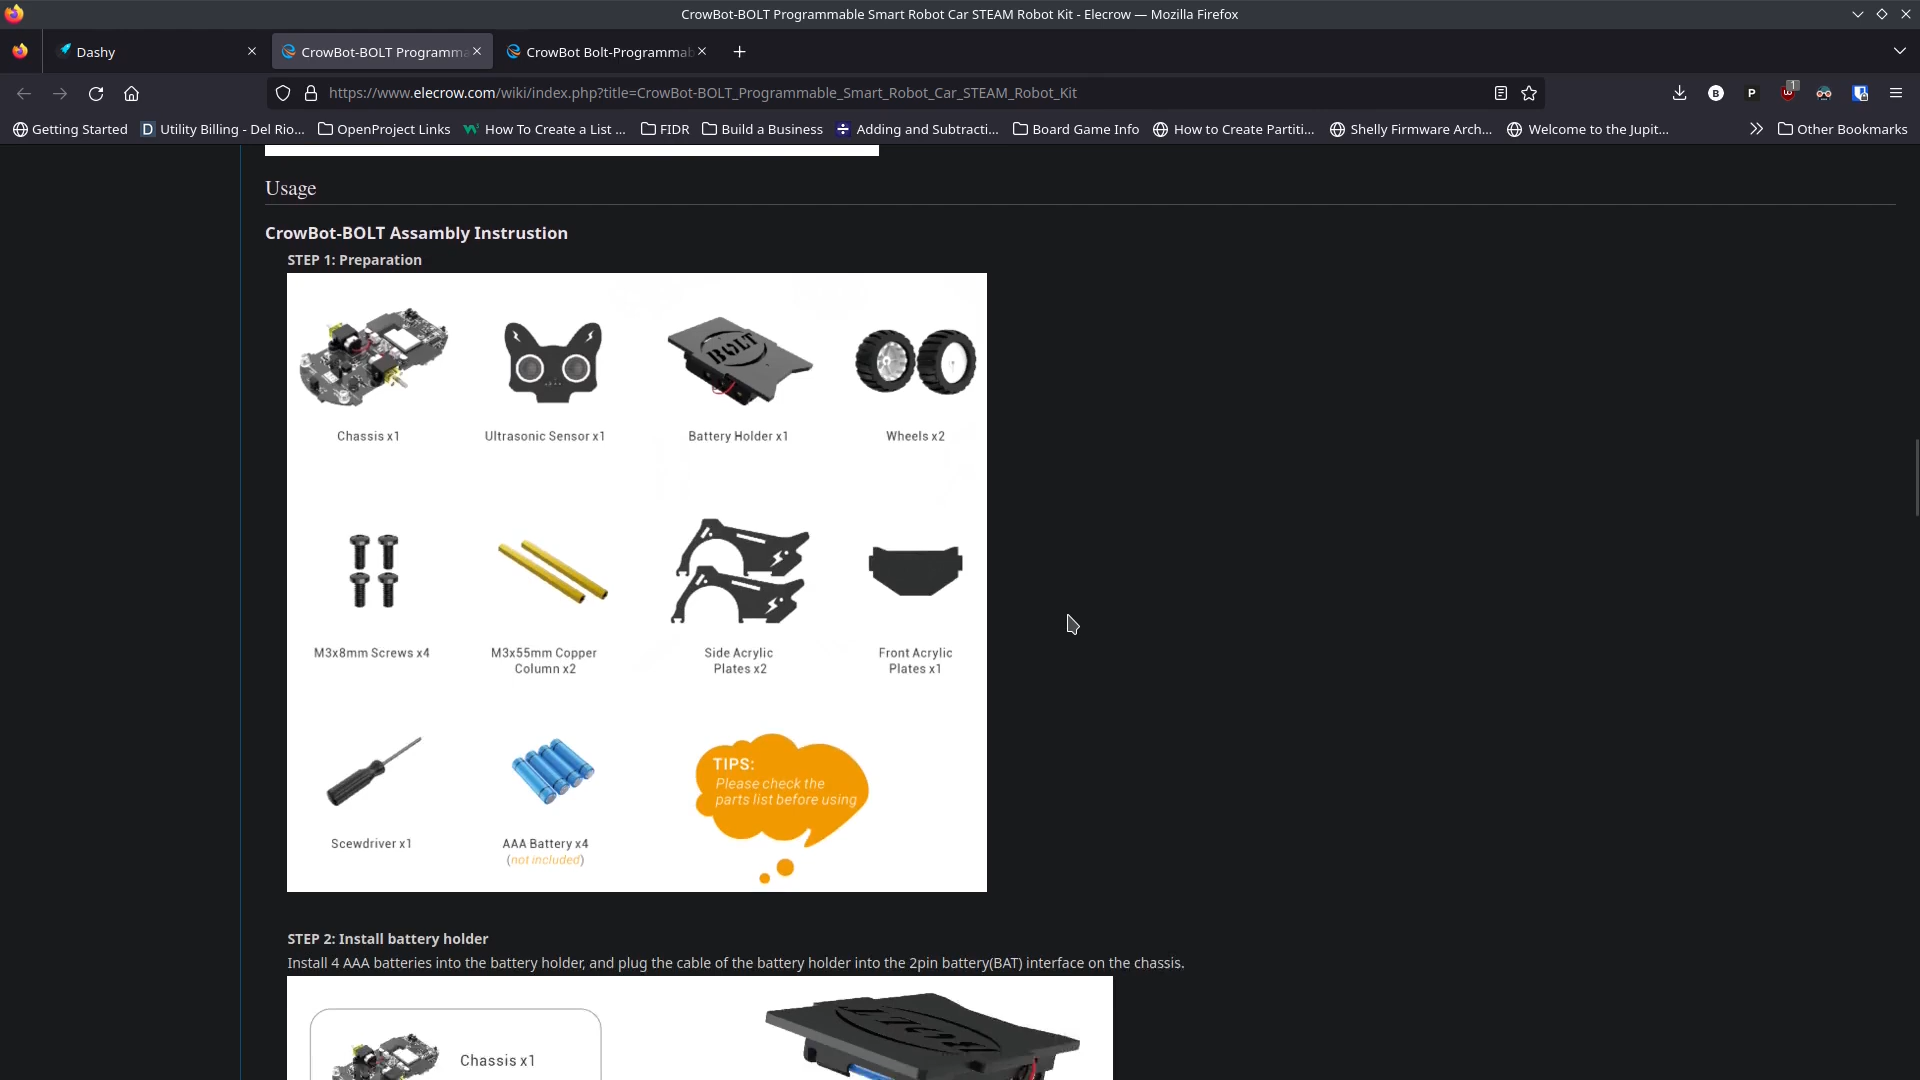 CrowBot-BOLT Programmable Smart Robot Car STEAM Robot Kit - Elecrow — Mozilla Firefox
Dashy
CrowBot-BOLT Programma
CrowBot Bolt-Programmab
https://www.elecrow.com/wiki/index.php?title=CrowBot-BOLT_Programmable_Smart_Robot_Car_STEAM_Robot_Kit
1
B
P
Getting Started
D Utility Billing - Del Rio...
OpenProject Links
How To Create a List ...
FIDR
Build a Business
Adding and Subtracti...
Board Game Info
How to Create Partiti...
Shelly Firmware Arch...
Welcome to the Jupit...
Other Bookmarks
Usage
CrowBot-BOLT Assambly Instrustion
STEP 1: Preparation
BOLT
Chassis x1
Ultrasonic Sensor x1
Battery Holder x1
Wheels x2
M3x8mm Screws x4
M3x55mm Copper
Column x2
Side Acrylic
Plates x2
Front Acrylic
Plates x1
TIPS:
Please check the
parts list before using
Scewdriver x1
AAA Battery x4
(not included)
STEP 2: Install battery holder
Install 4 AAA batteries into the battery holder, and plug the cable of the battery holder into the 2pin battery(BAT) interface on the chassis.
BOLT
Chassis x1